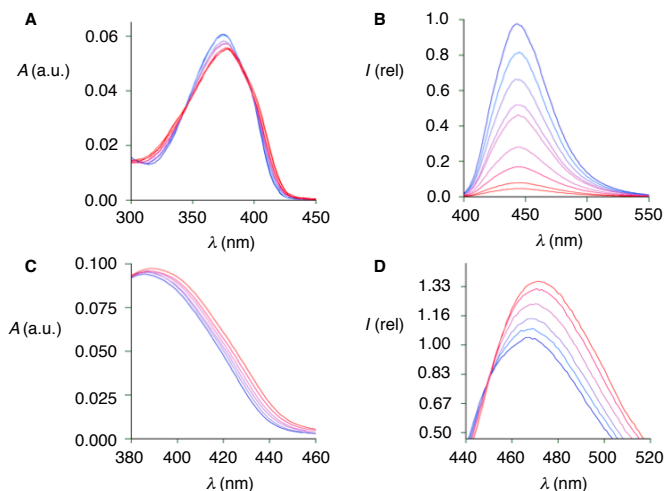 A
A (a.u.)
0.06
0.04
0.02
0.00
300 350 400 450
λ (nm)
B
I (rel)
1.0
0.8
0.6
0.4
0.2
0.0
400 450 500 550
λ (nm)
C
A (a.u.)
0.100
0.075
0.050
0.025
0.000
380 400 420 440 460
λ (nm)
D
I (rel)
1.33
1.16
1.00
0.83
0.67
0.50
440 460 480 500 520
λ (nm)